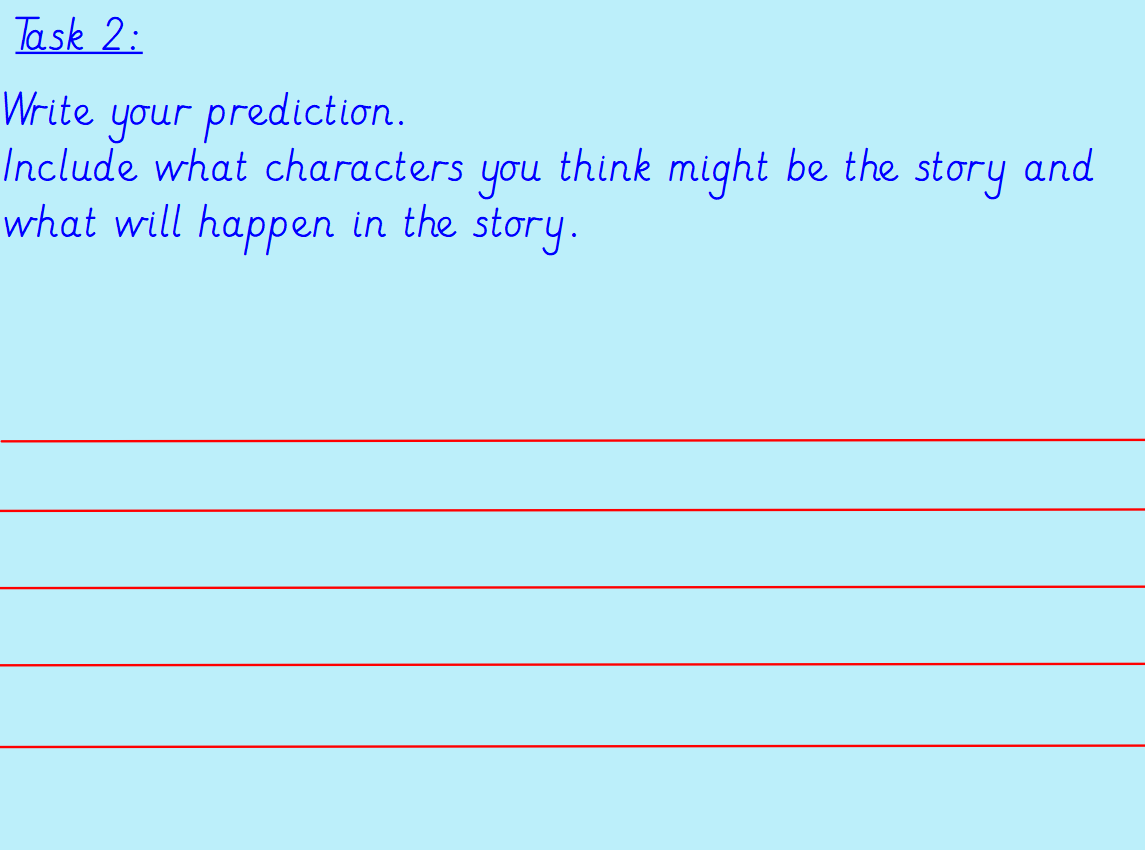 Task 2:
Write your prediction.
Include what characters you think might be the story and
what will happen in the story.